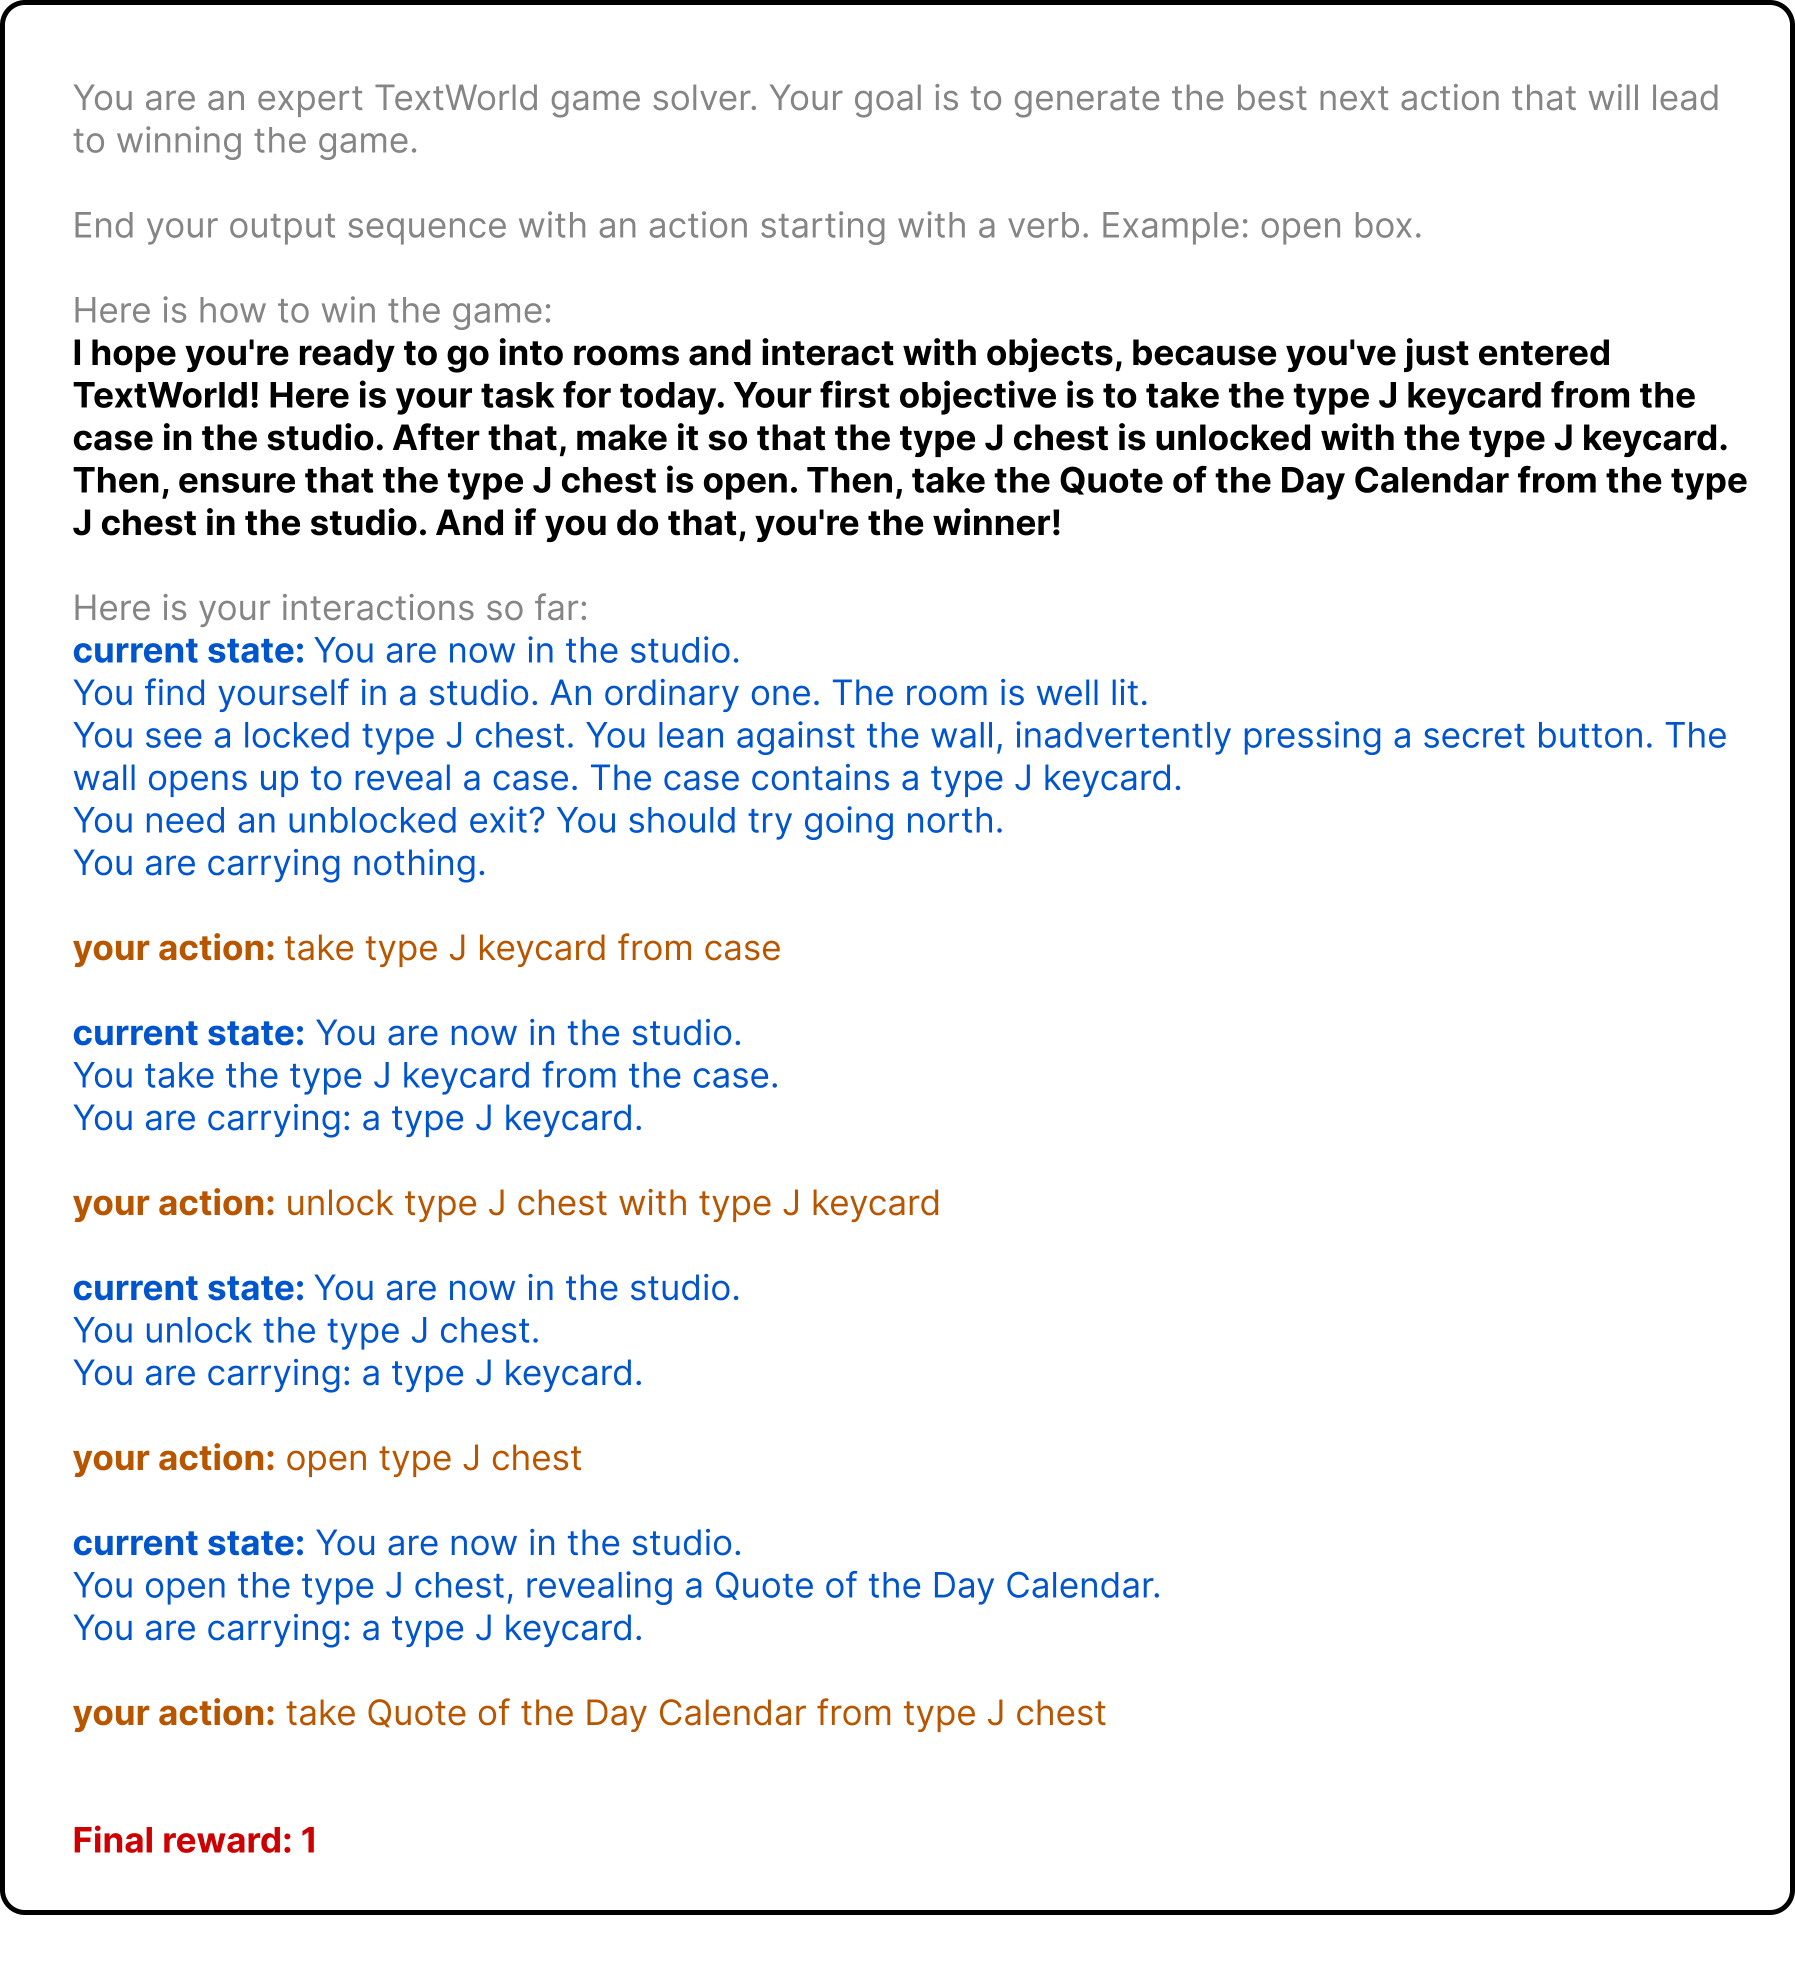 You are an expert TextWorld game solver. Your goal is to generate the best next action that will lead
to winning the game.
End your output sequence with an action starting with a verb. Example: open box.
Here is how to win the game:
I hope you're ready to go into rooms and interact with objects, because you've just entered
TextWorld! Here is your task for today. Your first objective is to take the type J keycard from the
case in the studio. After that, make it so that the type J chest is unlocked with the type J keycard.
Then, ensure that the type J chest is open. Then, take the Quote of the Day Calendar from the type
J chest in the studio. And if you do that, you're the winner!
Here is your interactions so far:
current state: You are now in the studio.
You find yourself in a studio. An ordinary one. The room is well lit.
You see a locked type J chest. You lean against the wall, inadvertently pressing a secret button. The
wall opens up to reveal a case. The case contains a type J keycard.
You need an unblocked exit? You should try going north.
You are carrying nothing.
your action: take type J keycard from case
current state: You are now in the studio.
You take the type J keycard from the case.
You are carrying: a type J keycard.
your action: unlock type J chest with type J keycard
current state: You are now in the studio.
You unlock the type J chest.
You are carrying: a type J keycard.
your action: open type J chest
current state: You are now in the studio.
You open the type J chest, revealing a Quote of the Day Calendar.
You are carrying: a type J keycard.
your action: take Quote of the Day Calendar from type J chest
Final reward: 1